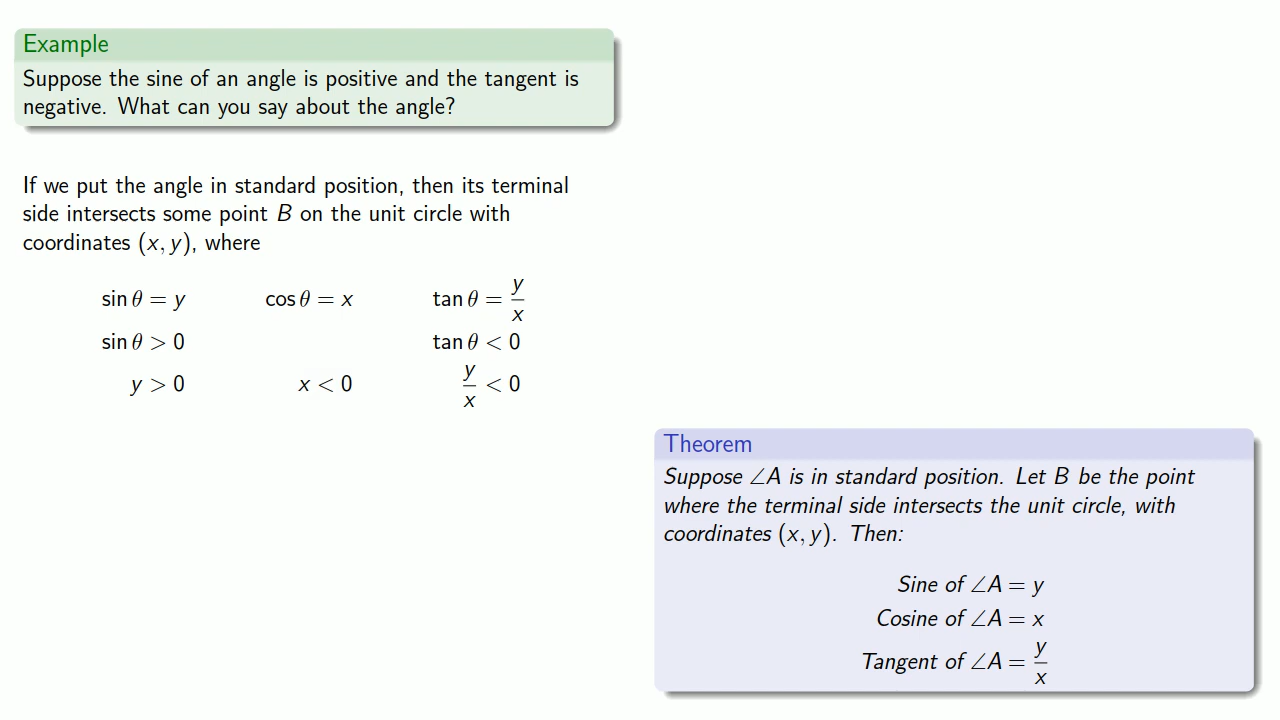 Example
Suppose the sine of an angle is positive and the tangent is
negative. What can you say about the angle?
If we put the angle in standard position, then its terminal
side intersects some point B on the unit circle with
coordinates (x, y), where
sin θ = y cos θ = x tan θ = y/x
sin θ > 0 tan θ < 0
y > 0 x < 0 y/x < 0
Theorem
Suppose ∠A is in standard position. Let B be the point
where the terminal side intersects the unit circle, with
coordinates (x, y). Then:
Sine of ∠A = y
Cosine of ∠A = x
Tangent of ∠A = y/x